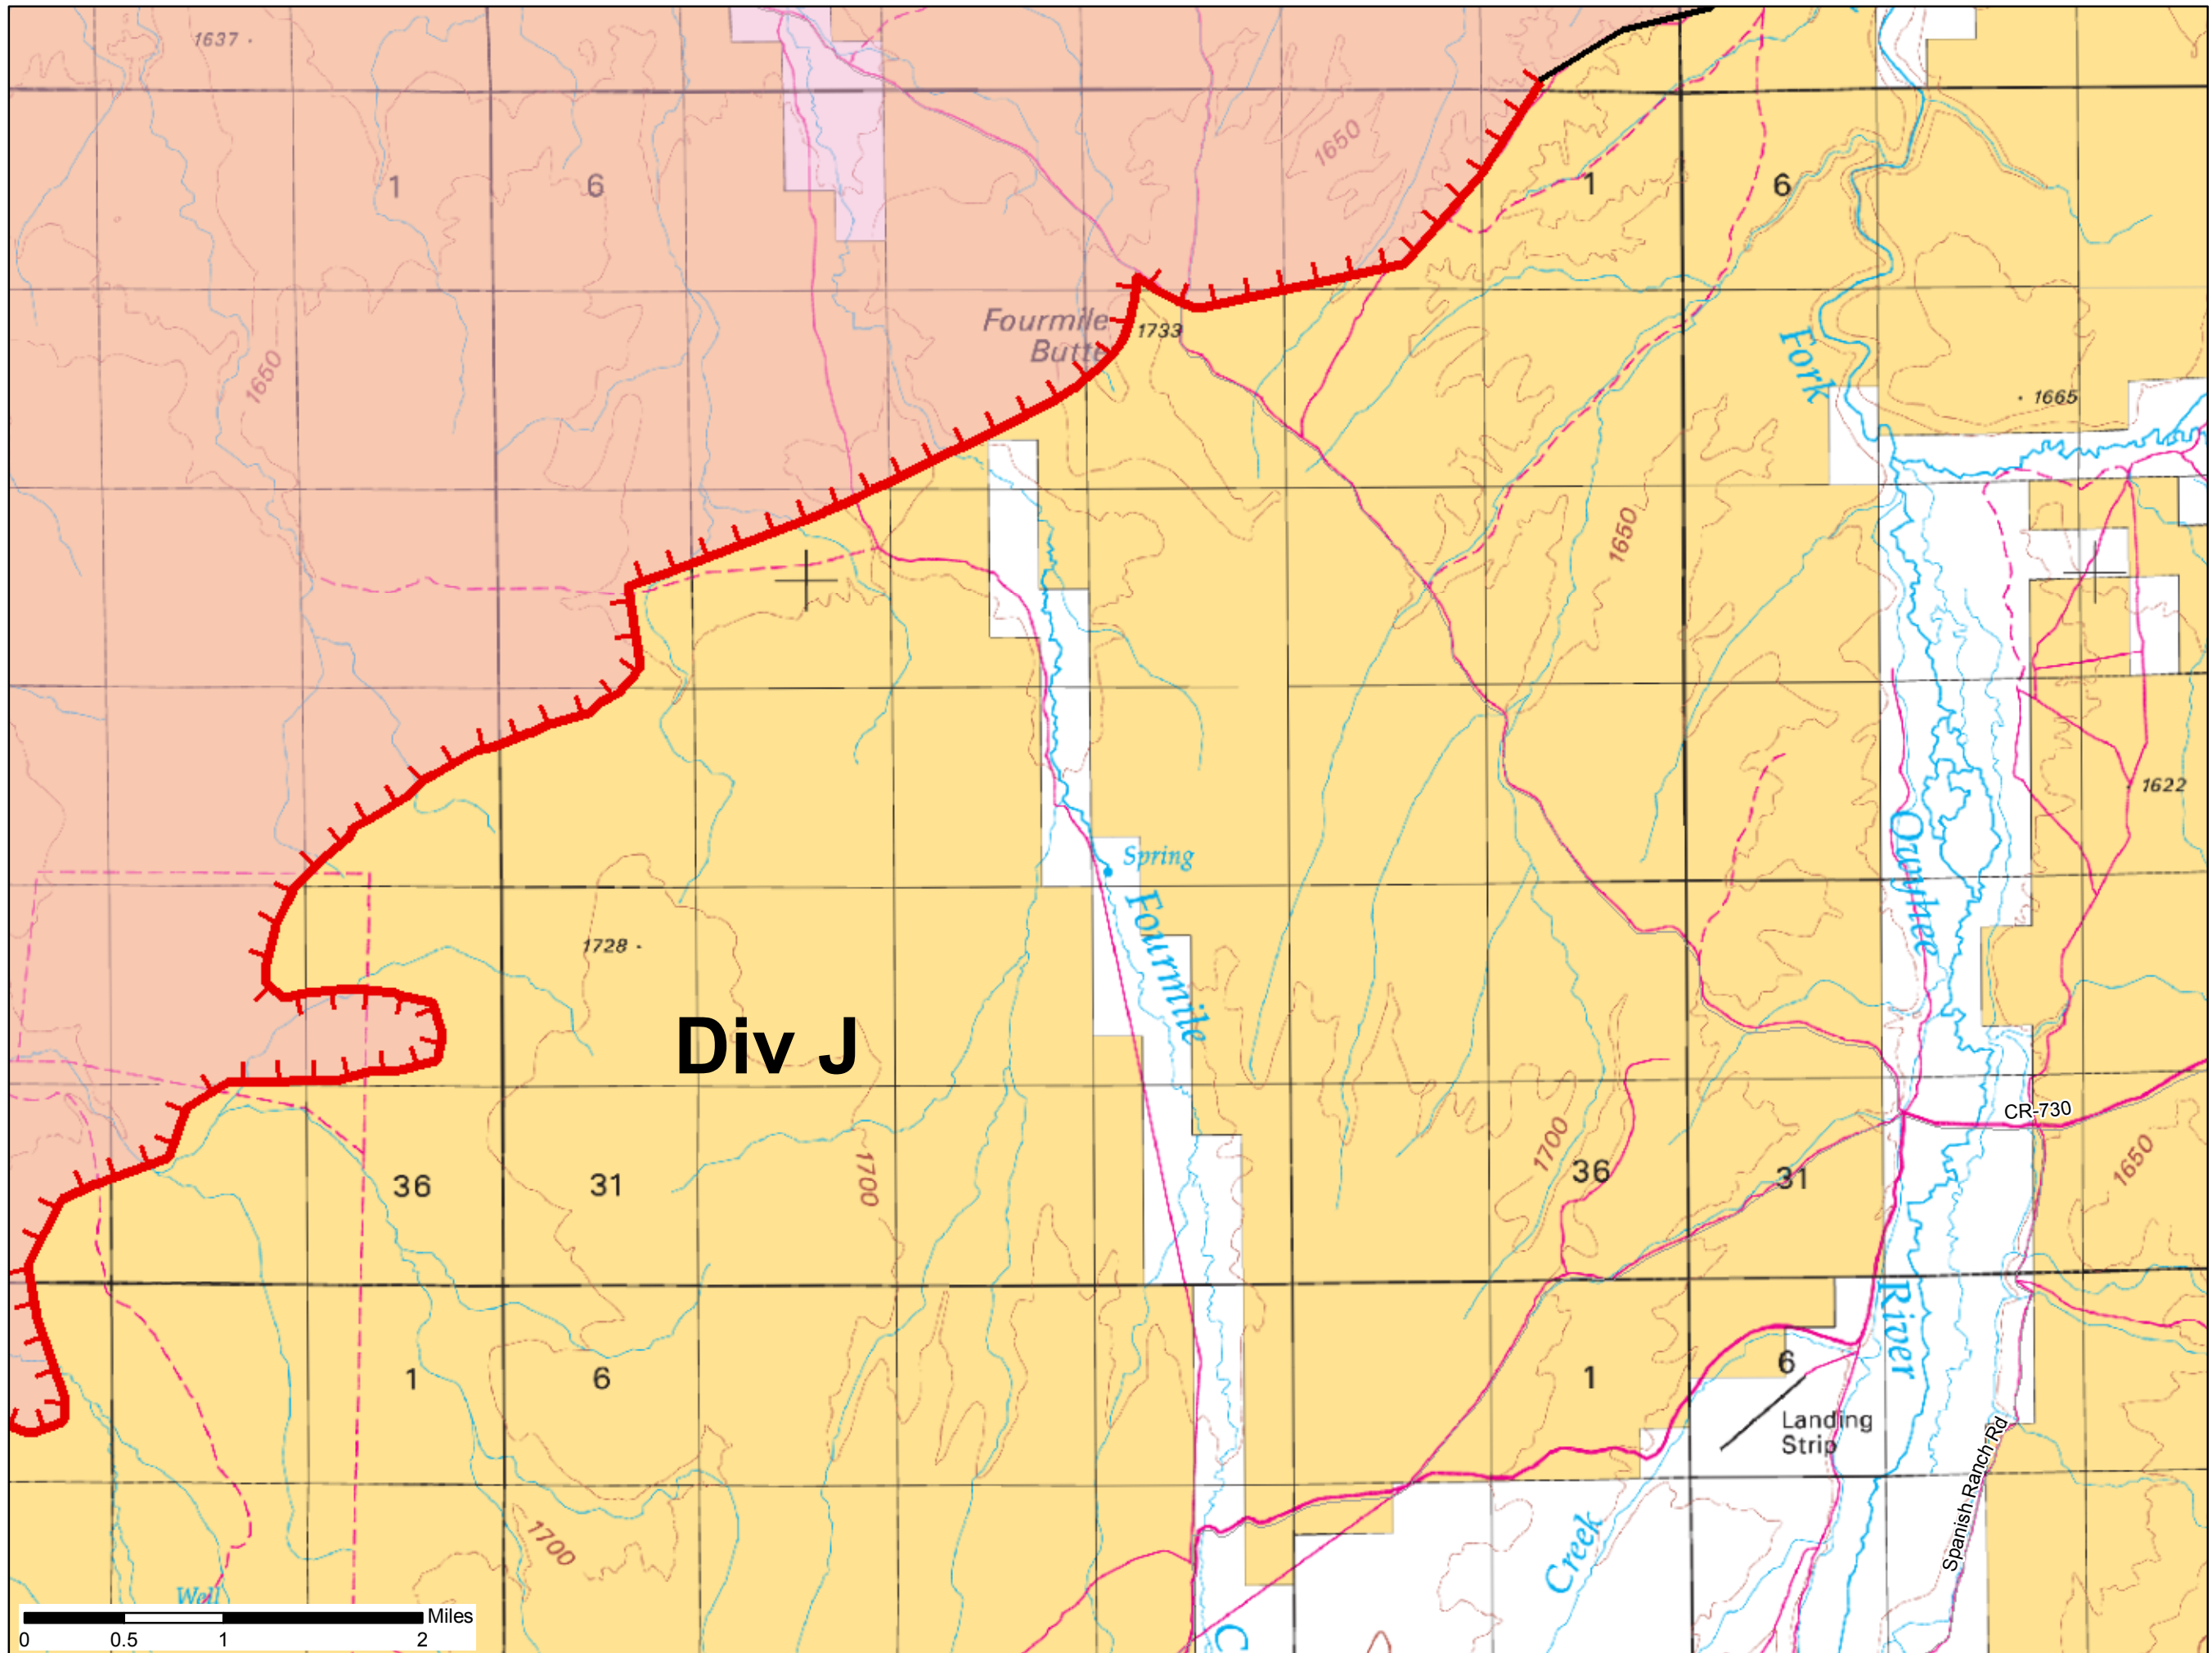 1637
1
6
1650
1
6
Fourmile
Butte
1733
1650
Fork
1665
1650
1622
Spring
Fourmile
Owyhee
1728
Div J
CR-730
36
31
1700
1700
36
31
1650
River
1
6
1
6
Landing
Strip
Spanish Ranch Rd
1700
Creek
Well
C
Miles
0
0.5
1
2